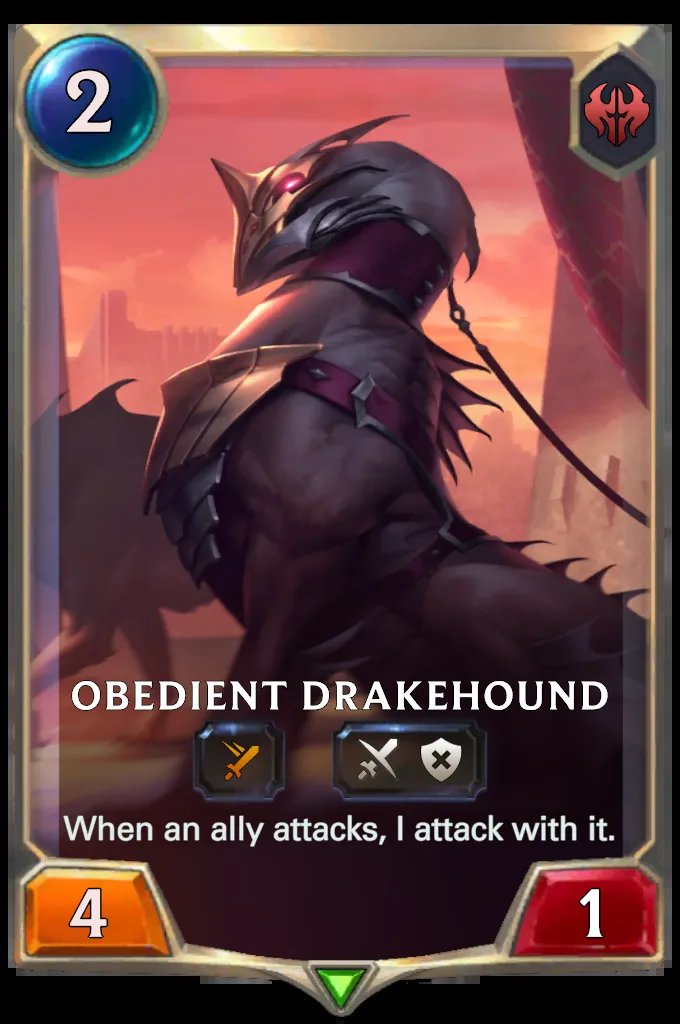 2
OBEDIENT DRAKEHOUND
When an ally attacks, I attack with it.
4
1